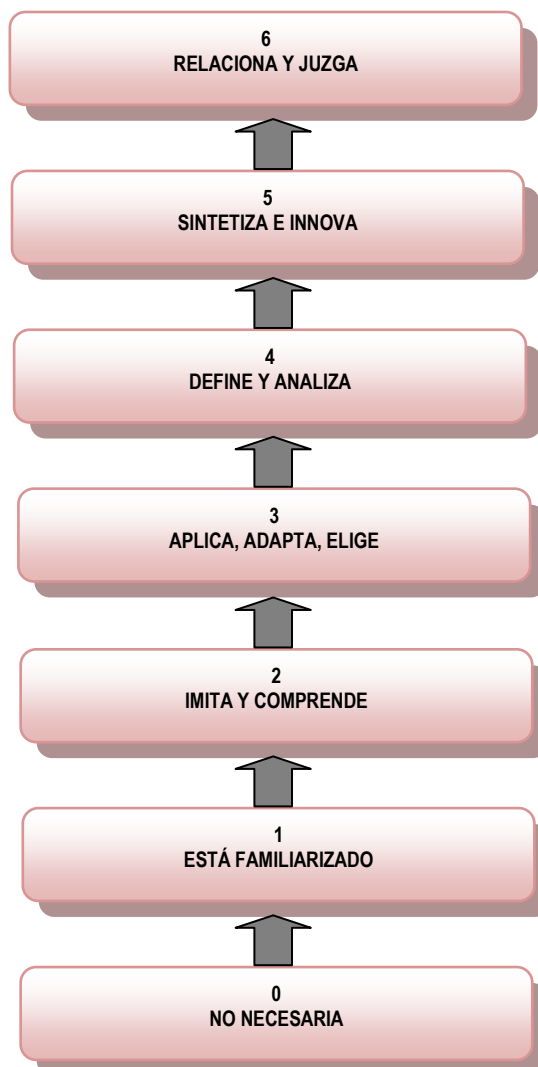 6
RELACIONA Y JUZGA
5
SINTETIZA E INNOVA
4
DEFINE Y ANALIZA
3
APLICA, ADAPTA, ELIGE
2
IMITA Y COMPRENDE
1
ESTÁ FAMILIARIZADO
0
NO NECESARIA